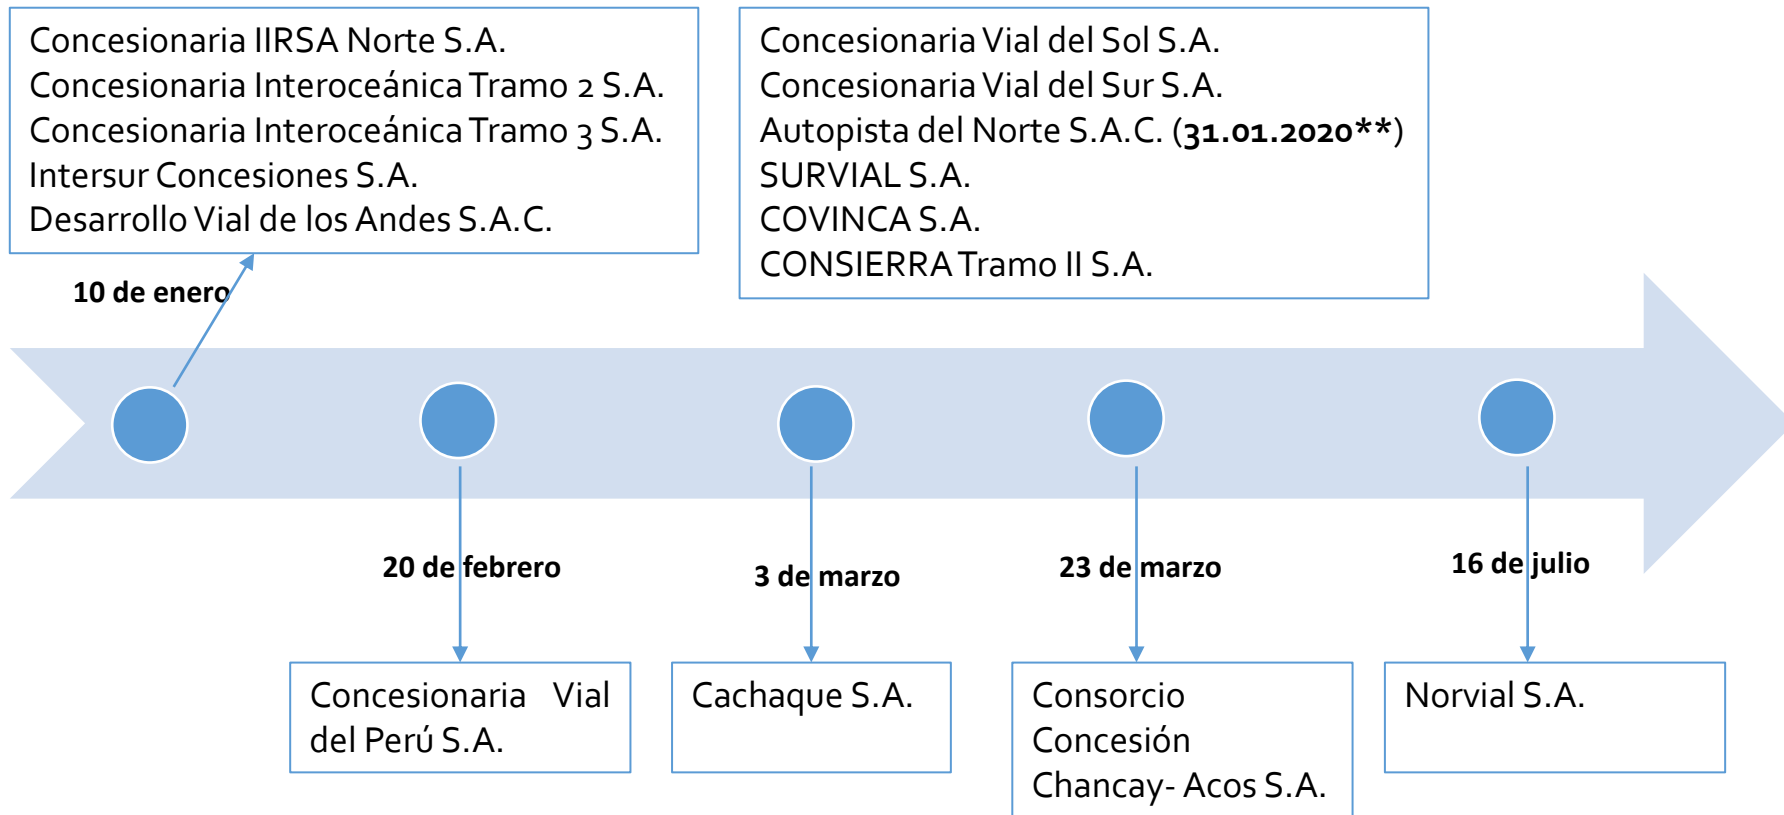 Concesionaria IIRSA Norte S.A.
Concesionaria Interoceánica Tramo 2 S.A.
Concesionaria Interoceánica Tramo 3 S.A.
Intersur Concesiones S.A.
Desarrollo Vial de los Andes S.A.C.
Concesionaria Vial del Sol S.A.
Concesionaria Vial del Sur S.A.
Autopista del Norte S.A.C. (31.01.2020**)
SURVIAL S.A.
COVINCA S.A.
CONSIERRA Tramo II S.A.
10 de enero
20 de febrero
3 de marzo
23 de marzo
16 de julio
Concesionaria Vial
del Perú S.A.
Cachaque S.A.
Consorcio
Concesión
Chancay- Acos S.A.
Norvial S.A.